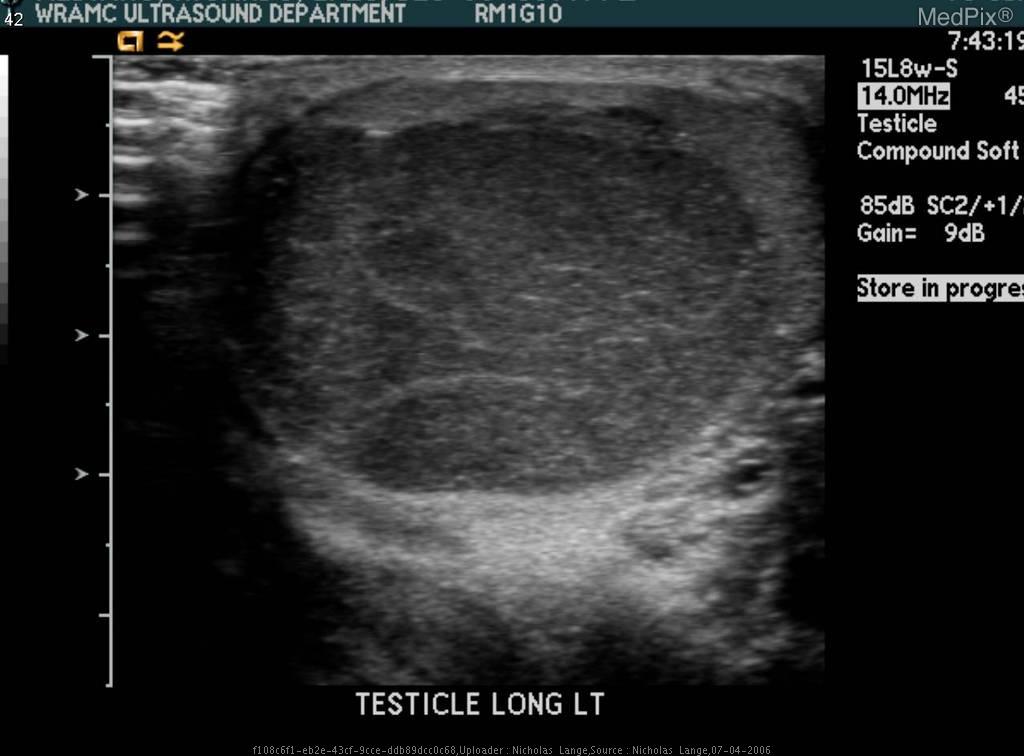 42
WRAMC ULTRASOUND DEPARTMENT RM1G10
MedPix®
7:43:19
15L8w-S
14.0MHz 45
Testicle
Compound Soft
85dB SC2/+1/
Gain= 9dB
Store in progres
TESTICLE LONG LT
f108c6f1-eb2e-43cf-9cce-ddb89dcc0c68,Uploader : Nicholas Lange,Source : Nicholas Lange,07-04-2006